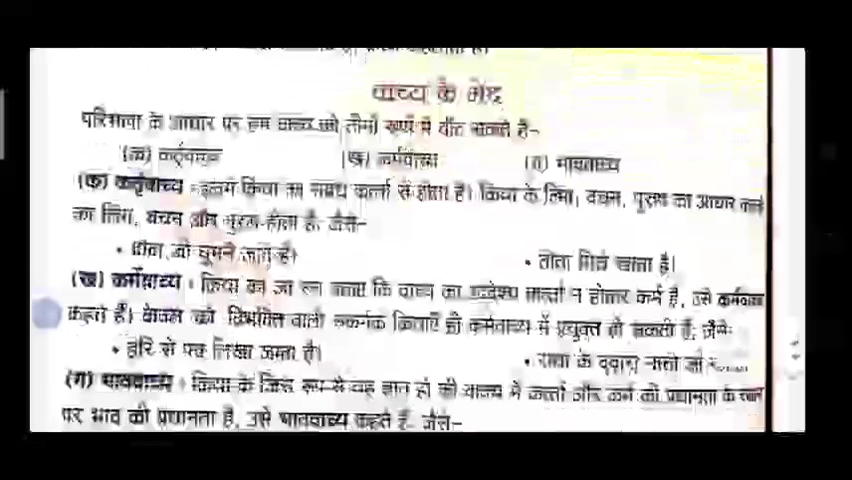 वाच्य के भेद
परिभाषा के आधार पर हम वाच्य को तीनों रूपों में बाँट सकते हैं-
(क) कर्तृवाच्य (ख) कर्मवाच्य (ग) भाववाच्य
(क) कर्तृवाच्य : इसमें क्रिया का संबंध कर्त्ता से होता है। क्रिया के लिंग, वचन, पुरुष का आधार कर्त्ता
का लिंग, वचन और पुरुष होता है; जैसे-
घूमने जाते हैं।
• तोता मिर्च खाता है।
(ख) कर्मवाच्य : क्रिया का जो रूप बताए कि वाच्य का उद्देश्य कर्त्ता न होकर कर्म है, उसे कर्मवाच्य
कहते हैं। वाली सकर्मक क्रियाएँ ही कर्मवाच्य में प्रयुक्त हो सकती हैं; जैसे-
• हरि से पत्र लिखा जाता है।
• के द्वारा
(ग) भाववाच्य : क्रिया के जिस रूप से यह ज्ञात हो की वाच्य में कर्त्ता और कर्म की प्रधानता के स्थान
पर भाव की प्रधानता है, उसे भाववाच्य कहते हैं; जैसे-